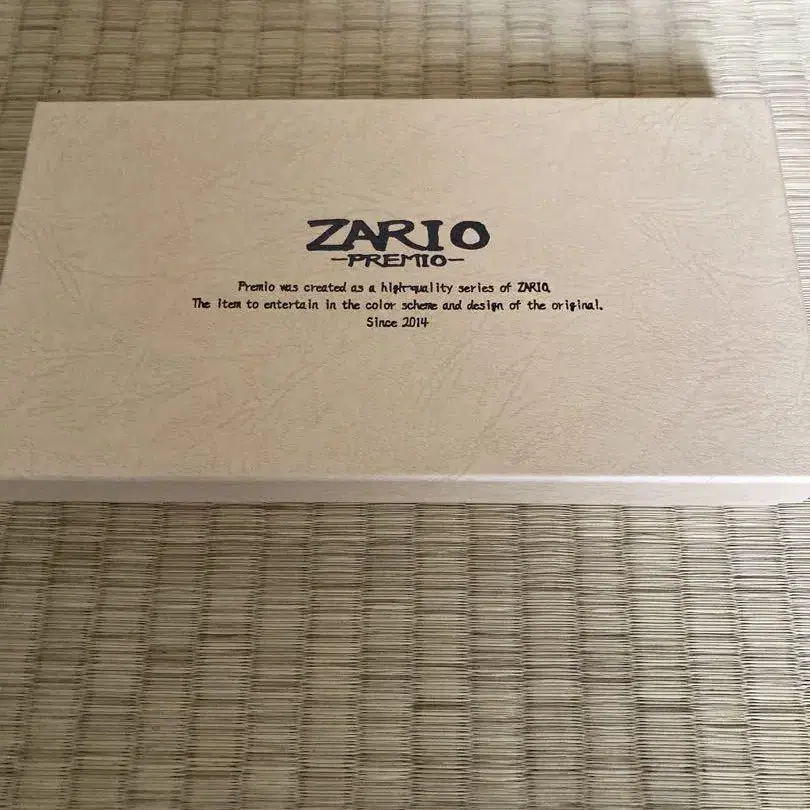 ZARIO
-PREMIO-
Premio was created as a high-quality series of ZARIO.
The item to entertain in the color scheme and design of the original.
Since 2014